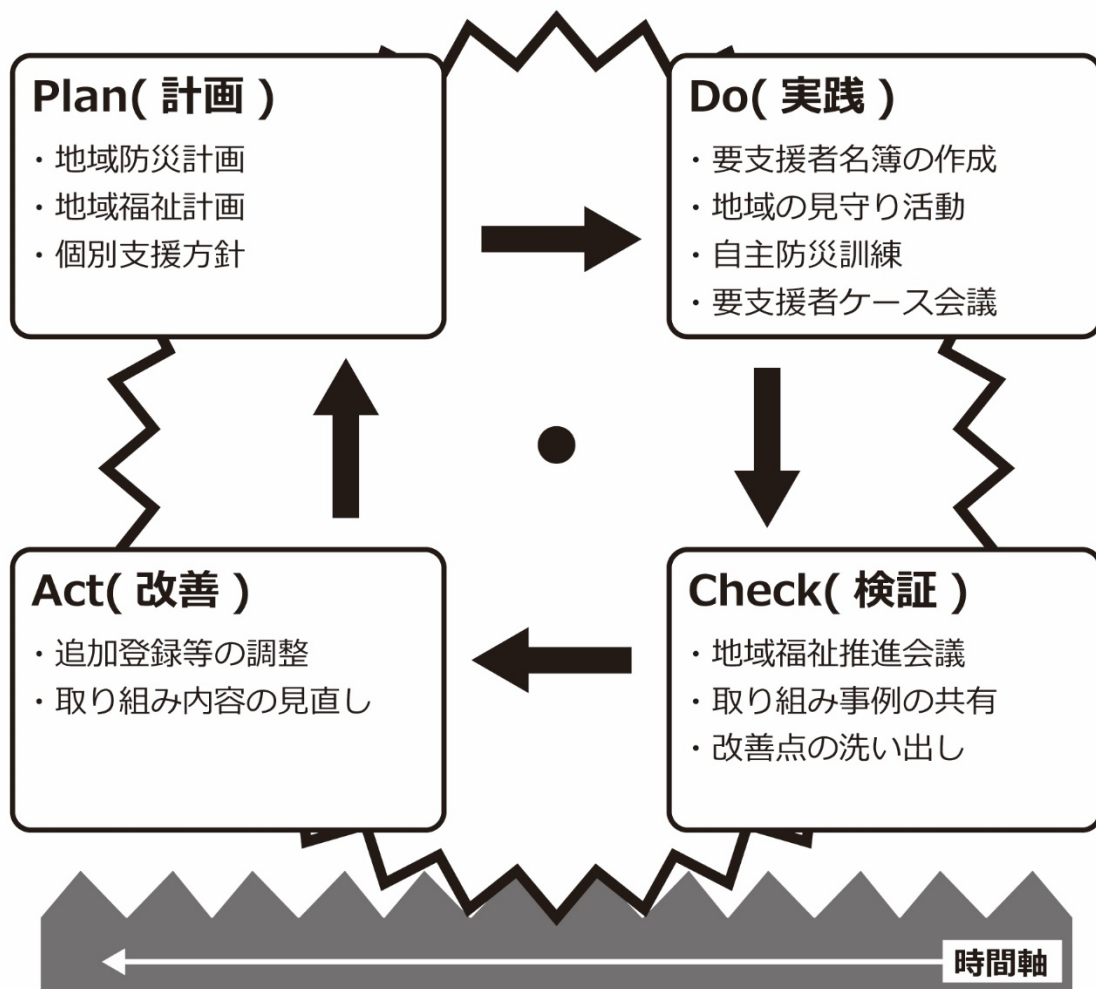 Plan( 計画 )
・地域防災計画
・地域福祉計画
・個別支援方針
Do( 実践 )
・要支援者名簿の作成
・地域の見守り活動
・自主防災訓練
・要支援者ケース会議
Act( 改善 )
・追加登録等の調整
・取り組み内容の見直し
Check( 検証 )
・地域福祉推進会議
・取り組み事例の共有
・改善点の洗い出し
時間軸